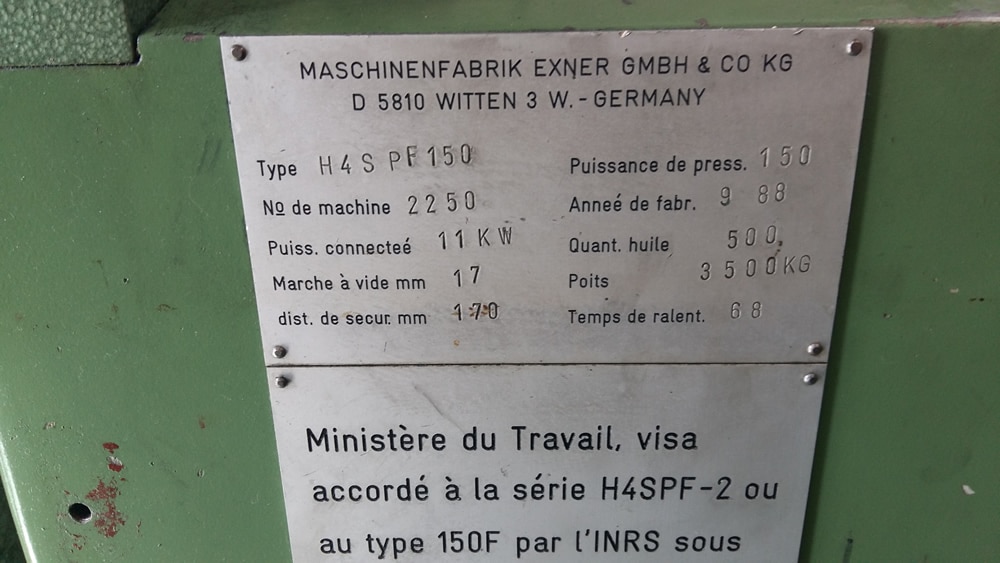 MASCHINENFABRIK EXNER GMBH & CO KG
D 5810 WITTEN 3 W.-GERMANY
Type H4S PF150
Puissance de press. 150
Nº de machine 2250
Anneé de fabr. 9 88
Puiss. connecteé 11KW
Quant. huile 500
Marche à vide mm 17
Poits 3500KG
dist. de secur. mm 170
Temps de ralent. 68
Ministère du Travail, visa
accordé à la série H4SPF-2 ou
au type 150F par l'INRS sous